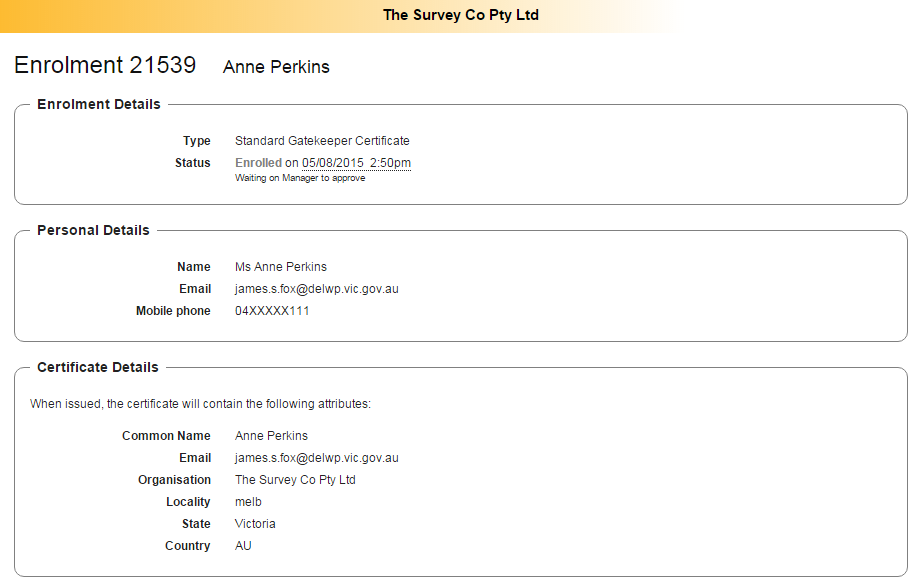 The Survey Co Pty Ltd
Enrolment 21539 Anne Perkins
Enrolment Details
Type Standard Gatekeeper Certificate
Status Enrolled on 05/08/2015 2:50pm
Waiting on Manager to approve
Personal Details
Name Ms Anne Perkins
Email james.s.fox@delwp.vic.gov.au
Mobile phone 04XXXXX111
Certificate Details
When issued, the certificate will contain the following attributes:
Common Name Anne Perkins
Email james.s.fox@delwp.vic.gov.au
Organisation The Survey Co Pty Ltd
Locality melb
State Victoria
Country AU